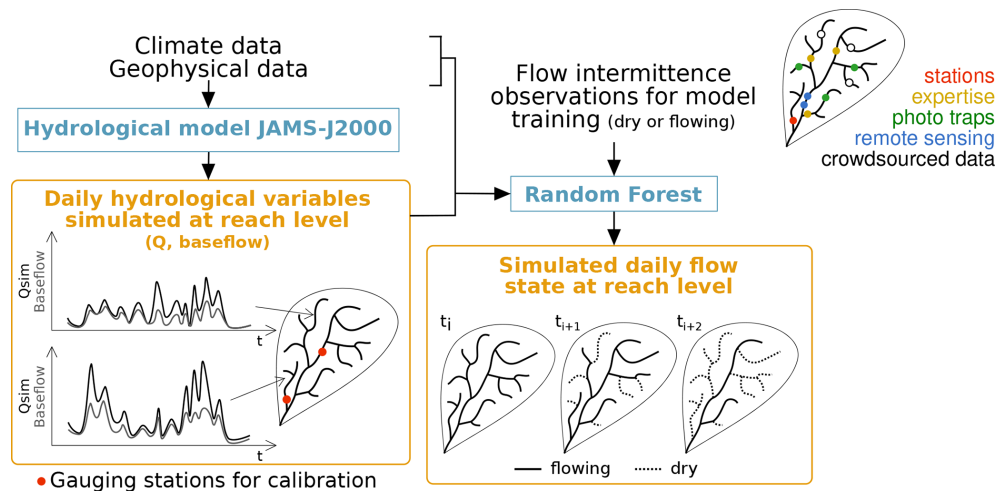 Climate data
Geophysical data
Hydrological model JAMS-J2000
Daily hydrological variables
simulated at reach level
(Q, baseflow)
Qsim
Baseflow
t
Qsim
Baseflow
t
Gauging stations for calibration
Flow intermittence
observations for model
training (dry or flowing)
stations
expertise
photo traps
remote sensing
crowdsourced data
Random Forest
Simulated daily flow
state at reach level
ti
ti+1
ti+2
flowing
dry